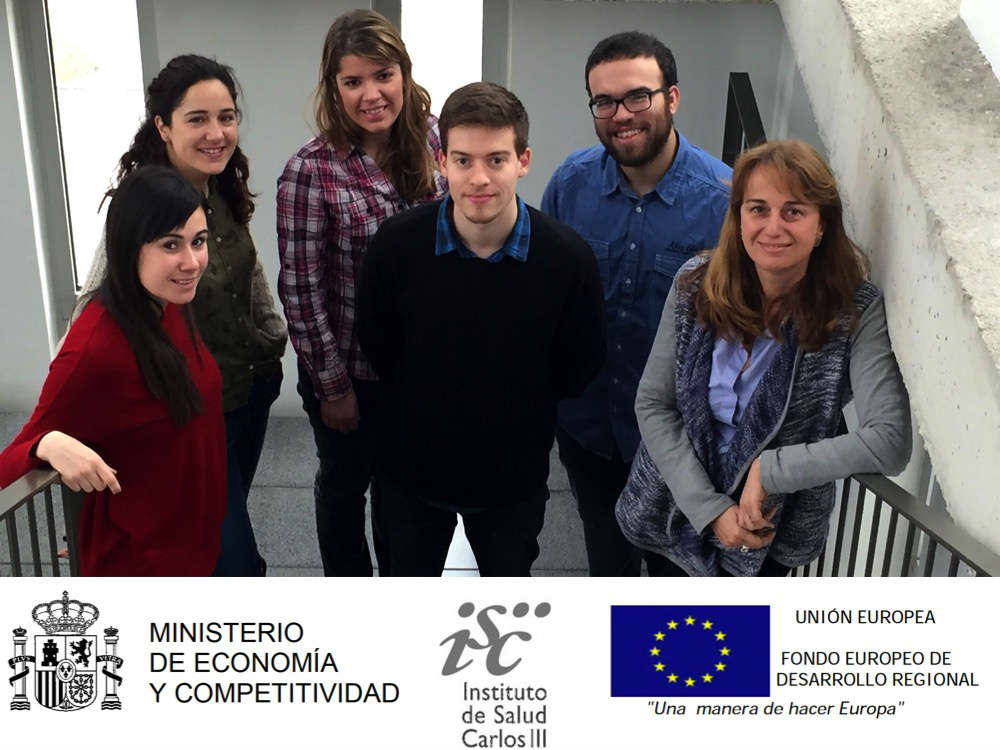 MINISTERIO
DE ECONOMÍA
Y COMPETITIVIDAD
isciii
Instituto
de Salud
Carlos III
UNIÓN EUROPEA
FONDO EUROPEO DE
DESARROLLO REGIONAL
"Una manera de hacer Europa"